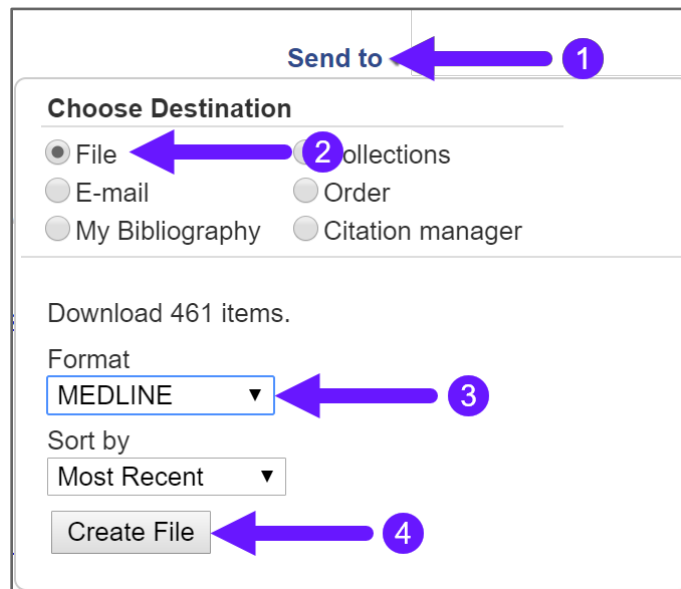 Send to 1
Choose Destination
File 2 ollections
E-mail Order
My Bibliography Citation manager
Download 461 items.
Format
MEDLINE 3
Sort by
Most Recent
Create File 4